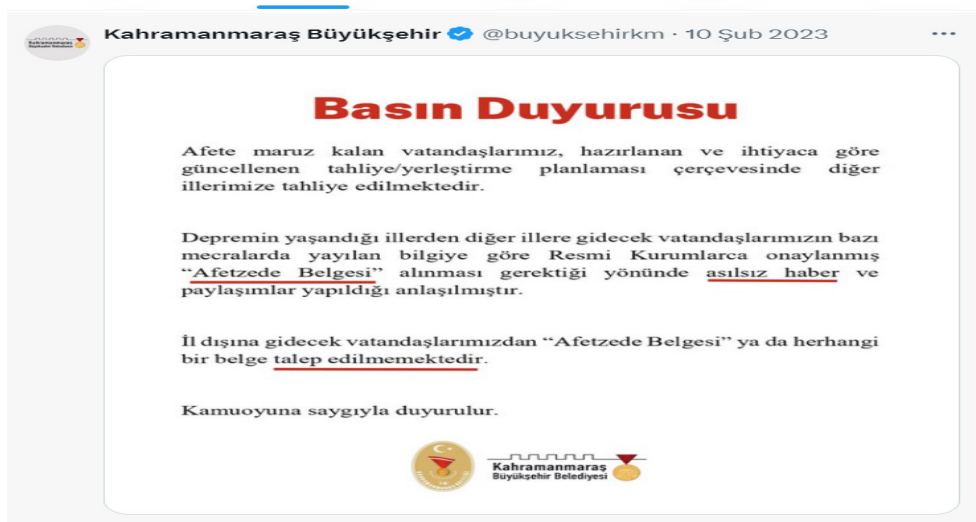 Kahramanmaraş Büyükşehir @buyuksehirkm · 10 Şub 2023
Basın Duyurusu
Afete maruz kalan vatandaşlarımız, hazırlanan ve ihtiyaca göre
güncellenen tahliye/yerleştirme planlaması çerçevesinde diğer
illerimize tahliye edilmektedir.
Depremin yaşandığı illerden diğer illere gidecek vatandaşlarımızın bazı
mecralarda yayılan bilgiye göre Resmi Kurumlarca onaylanmış
“Afetzede Belgesi” alınması gerektiği yönünde asılsız haber ve
paylaşımlar yapıldığı anlaşılmıştır.
İl dışına gidecek vatandaşlarımızdan “Afetzede Belgesi” ya da herhangi
bir belge talep edilmemektedir.
Kamuoyuna saygıyla duyurulur.
Kahramanmaraş
Büyükşehir Belediyesi